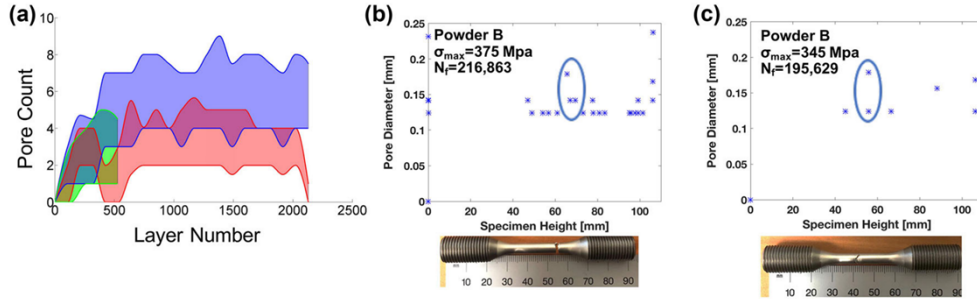 (a)
10
8
6
4
2
0
Pore Count
0 500 1000 1500 2000 2500
Layer Number
(b)
0.25
0.2
0.15
0.1
0.05
0
Pore Diameter [mm]
Powder B
σmax=375 Mpa
Nf=216,863
0 20 40 60 80 100
Specimen Height [mm]
10 20 30 40 50 60 70 80 90
(c)
0.25
0.2
0.15
0.1
0.05
0
Pore Diameter [mm]
Powder B
σmax=345 Mpa
Nf=195,629
0 20 40 60 80 100
Specimen Height [mm]
10 20 30 40 50 60 70 80 90